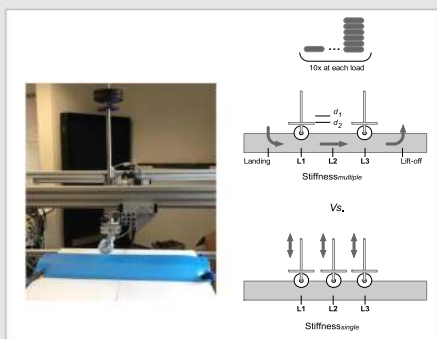 10x at each load
d1
d2
Landing L1 L2 L3 Lift-off
Stiffnessmultiple
Vs.
L1 L2 L3
Stiffnesssingle